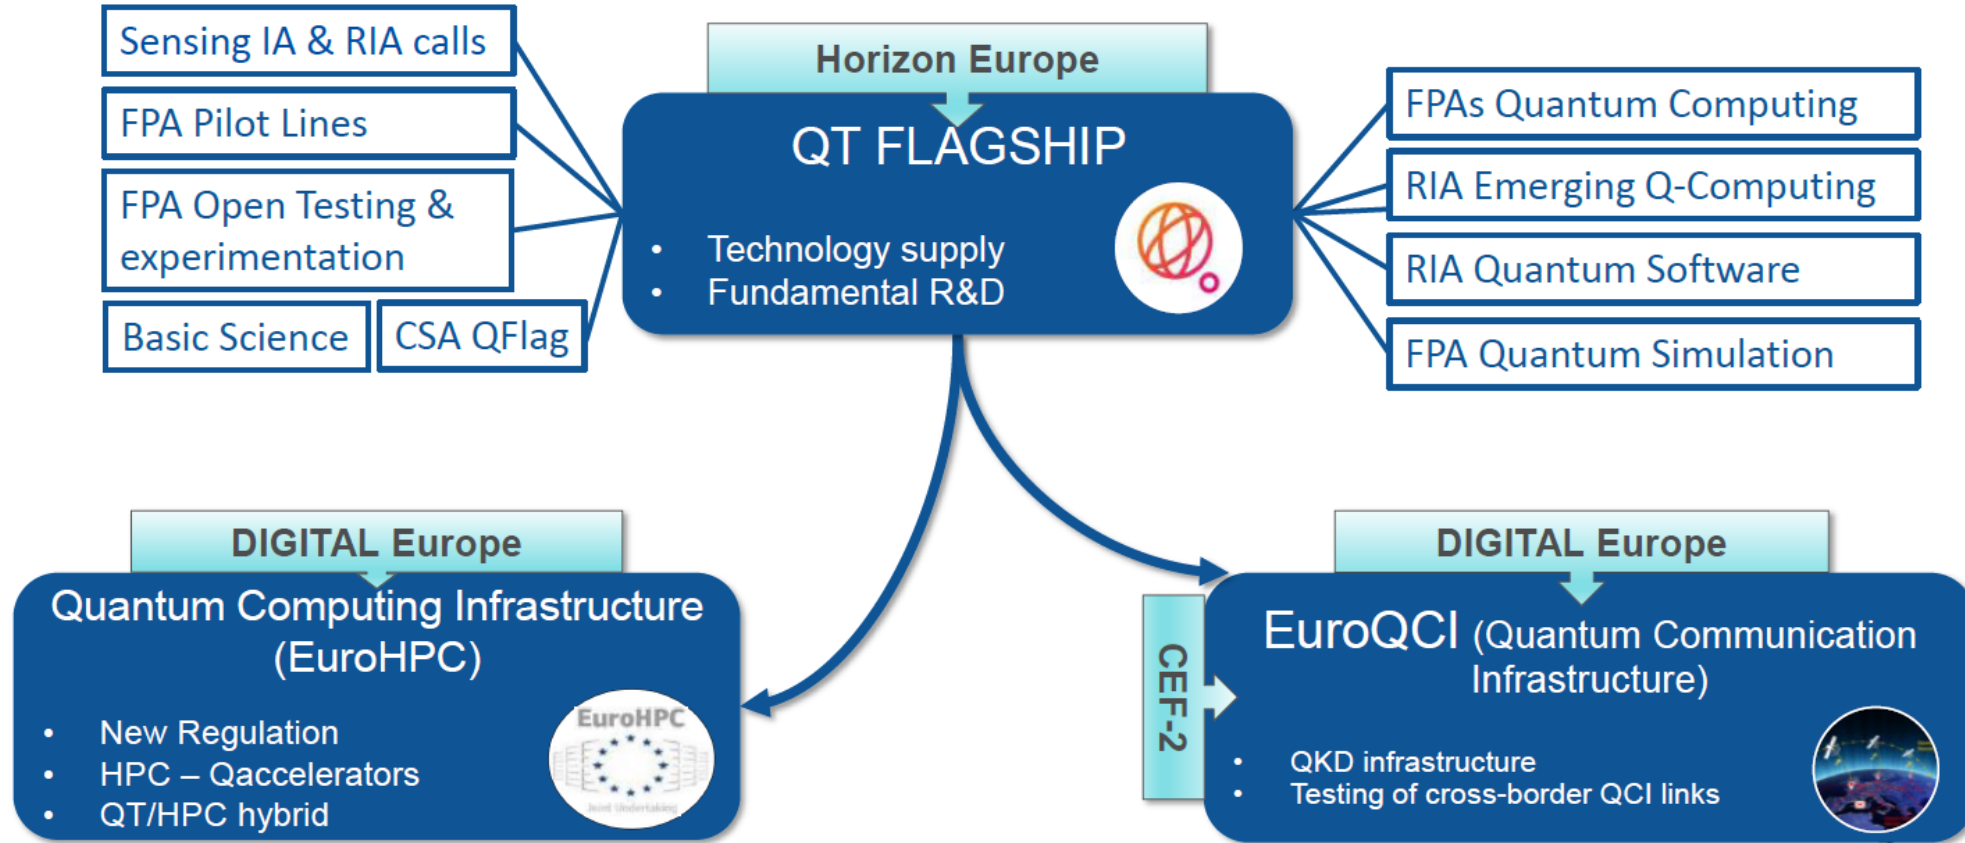 Sensing IA & RIA calls
FPA Pilot Lines
FPA Open Testing &
experimentation
Basic Science
CSA QFlag
Horizon Europe
QT FLAGSHIP
• Technology supply
• Fundamental R&D
FPAs Quantum Computing
RIA Emerging Q-Computing
RIA Quantum Software
FPA Quantum Simulation
DIGITAL Europe
Quantum Computing Infrastructure
(EuroHPC)
• New Regulation
• HPC – Qaccelerators
• QT/HPC hybrid
EuroHPC
Joint Undertaking
DIGITAL Europe
CEF-2
EuroQCI (Quantum Communication
Infrastructure)
• QKD infrastructure
• Testing of cross-border QCI links